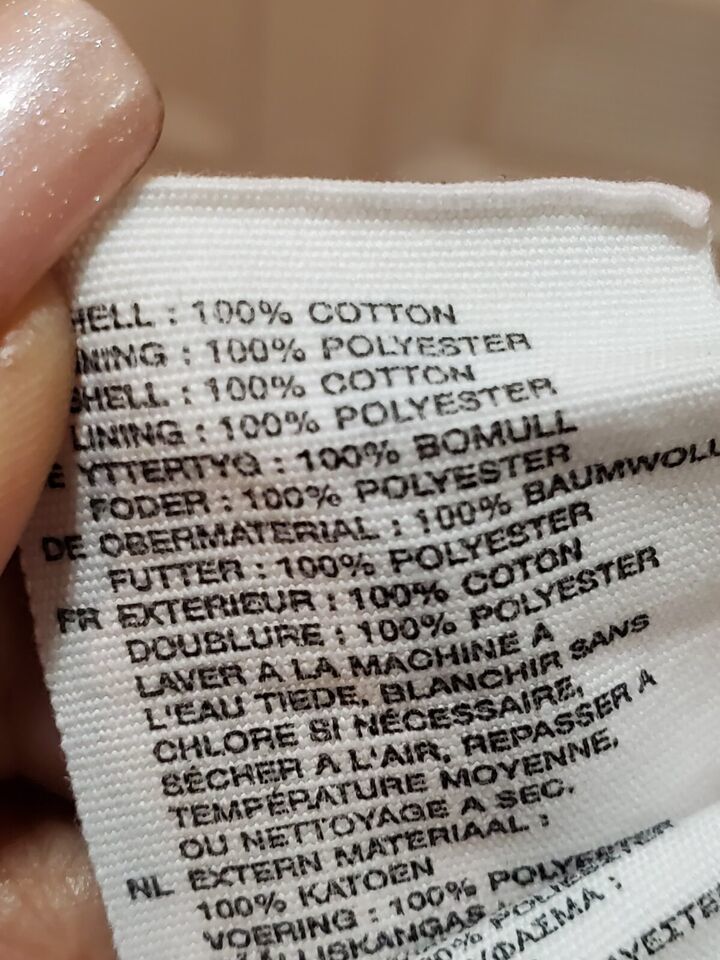 HELL : 100% COTTON
NING : 100% POLYESTER
SHELL : 100% COTTON
LINING : 100% POLYESTER
E YTTERTYG : 100% BOMULL
FODER : 100% POLYESTER
DE OBERMATERIAL : 100% BAUMWOLL
FUTTER : 100% POLYESTER
FR EXTERIEUR : 100% COTON
DOUBLURE : 100% POLYESTER
LAVER A LA MACHINE A
L'EAU TIEDE, BLANCHIR SANS
CHLORE SI NÉCESSAIRE,
SÉCHER A L'AIR, REPASSER A
TEMPÉRATURE MOYENNE,
OU NETTOYAGE A SEC.
NL EXTERN MATERIAAL :
100% KATOEN
VOERING : 100% POLYESTER